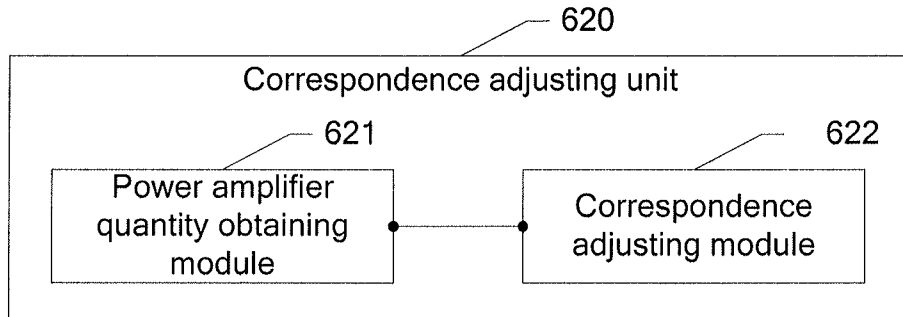 620
Correspondence adjusting unit
621
622
Power amplifier
quantity obtaining
module
Correspondence
adjusting module